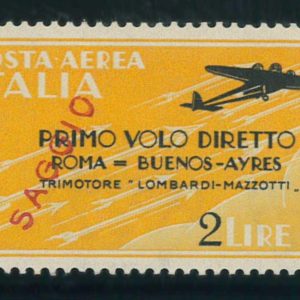 POSTA AEREA
ITALIA
PRIMO VOLO DIRETTO
ROMA = BUENOS-AYRES
TRIMOTORE "LOMBARDI-MAZZOTTI"
SAGGIO
2 LIRE